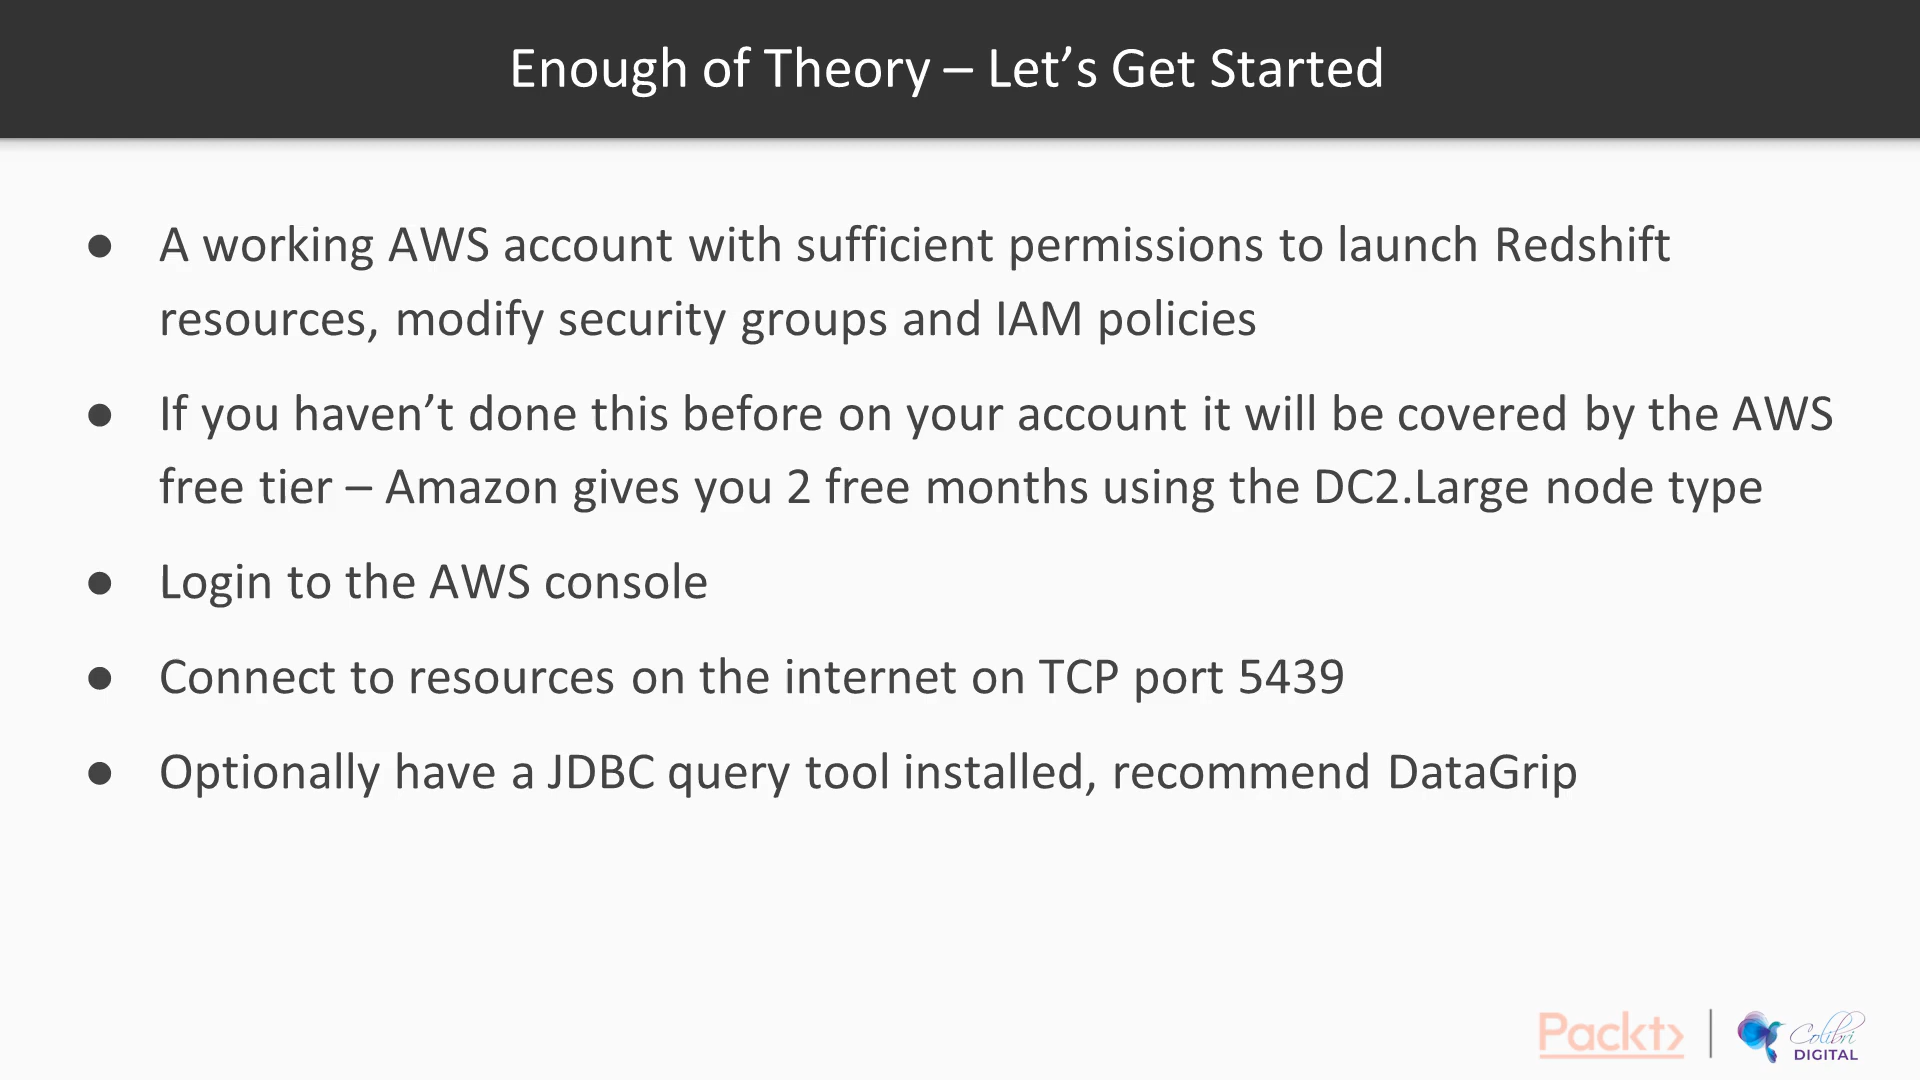 Enough of Theory – Let’s Get Started
● A working AWS account with sufficient permissions to launch Redshift
resources, modify security groups and IAM policies
● If you haven’t done this before on your account it will be covered by the AWS
free tier – Amazon gives you 2 free months using the DC2.Large node type
● Login to the AWS console
● Connect to resources on the internet on TCP port 5439
● Optionally have a JDBC query tool installed, recommend DataGrip
Packt>
Colibri
DIGITAL